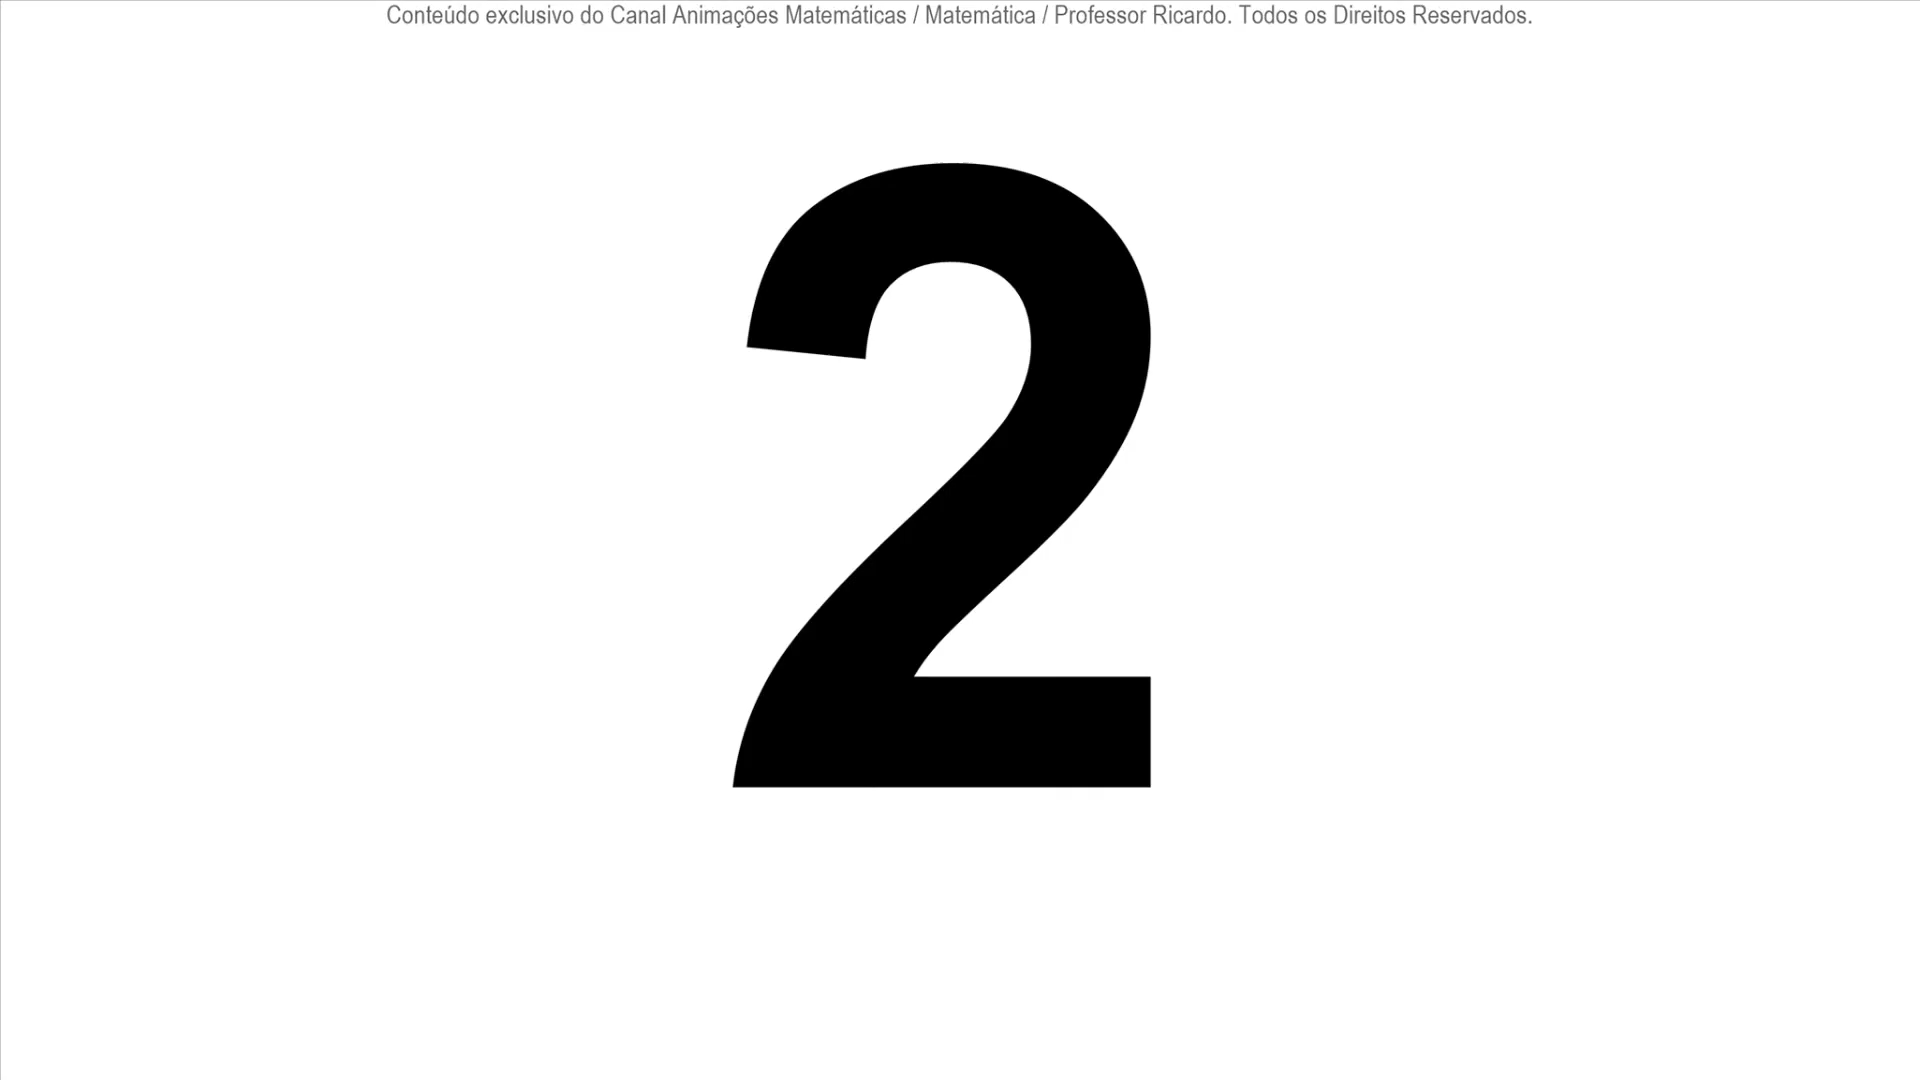 Conteúdo exclusivo do Canal Animações Matemáticas / Matemática / Professor Ricardo. Todos os Direitos Reservados.
2